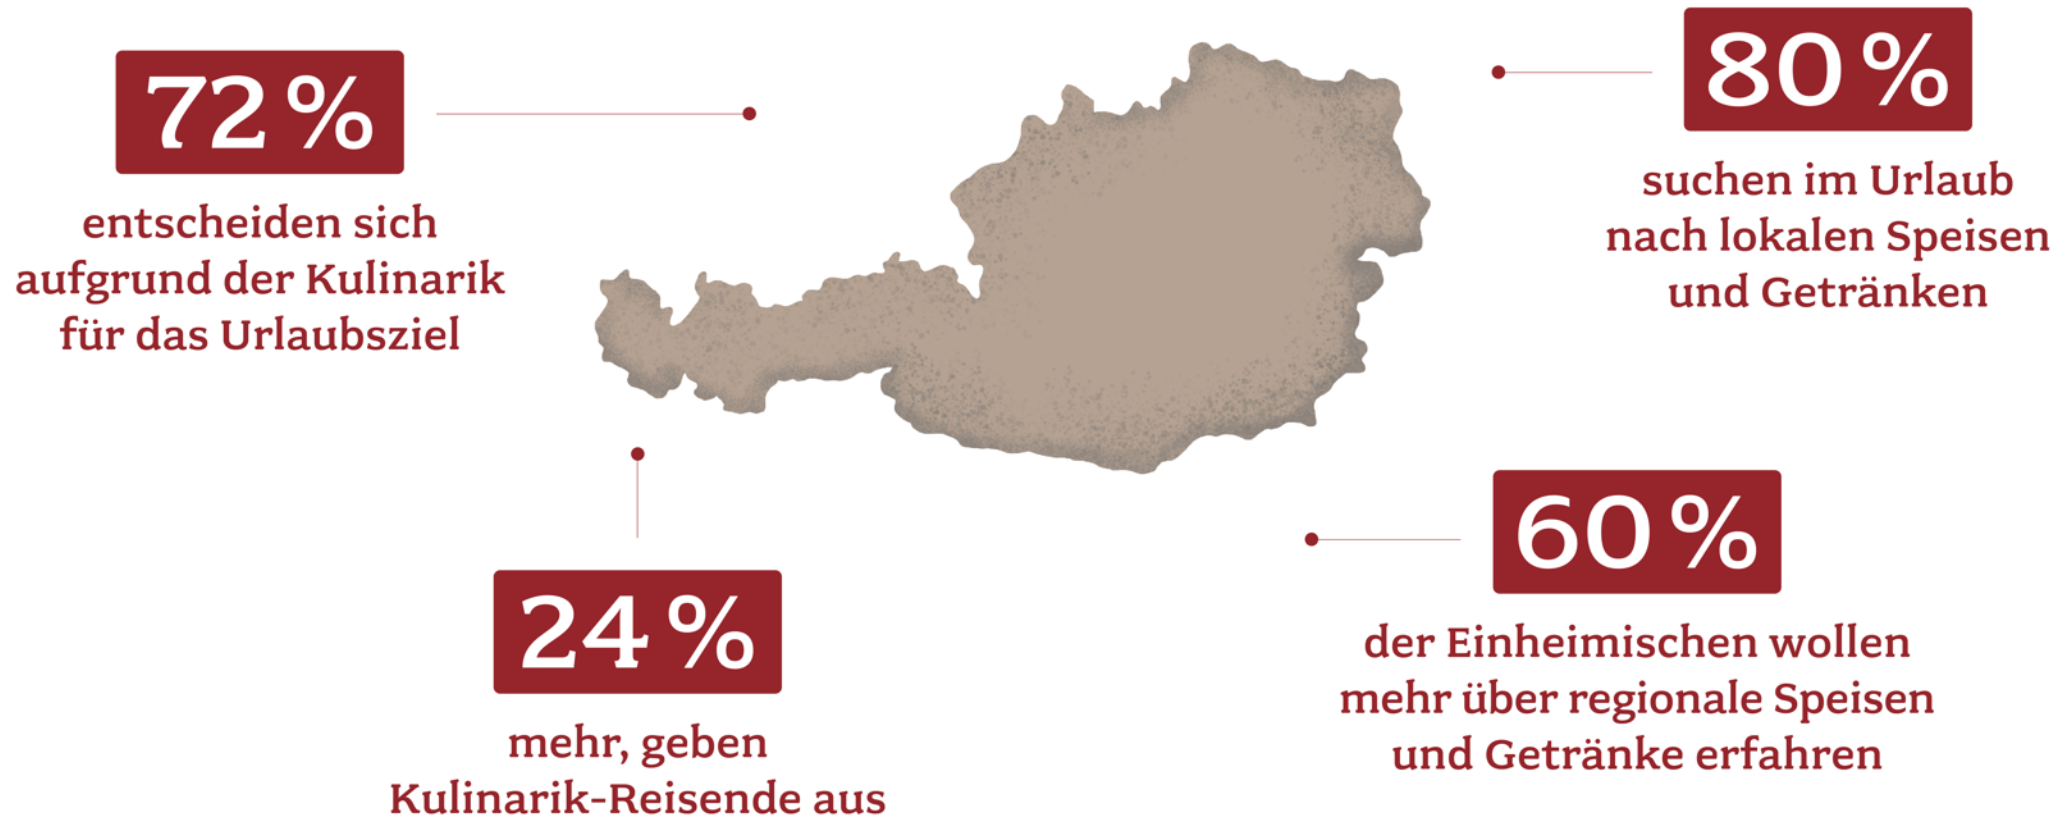 72 %
entscheiden sich
aufgrund der Kulinarik
für das Urlaubsziel
80 %
suchen im Urlaub
nach lokalen Speisen
und Getränken
24 %
mehr, geben
Kulinarik-Reisende aus
60 %
der Einheimischen wollen
mehr über regionale Speisen
und Getränke erfahren